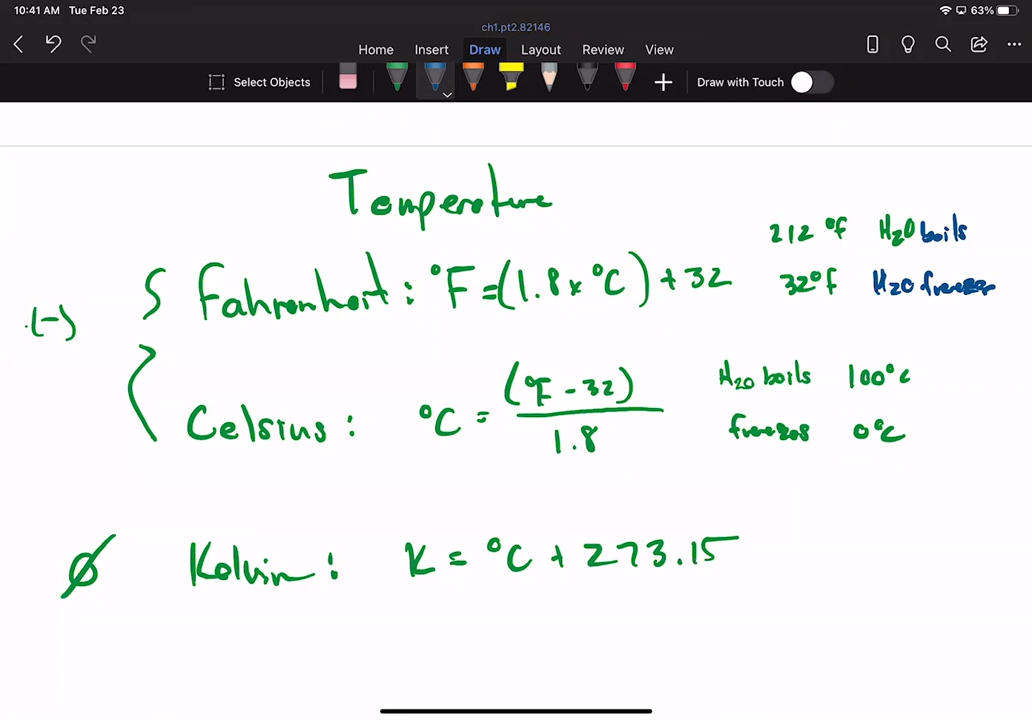 10:41 AM Tue Feb 23
63%
ch1.pt2.82146
Home Insert Draw Layout Review View
Select Objects
Draw with Touch
Temperature
212 °F H2O boils
Fahrenheit: °F = (1.8 x °C) + 32
32°F H2O freezes
(-)
H2O boils 100°C
Celsius: °C = (°F - 32) / 1.8
freezes 0°C
Ø Kelvin: K = °C + 273.15